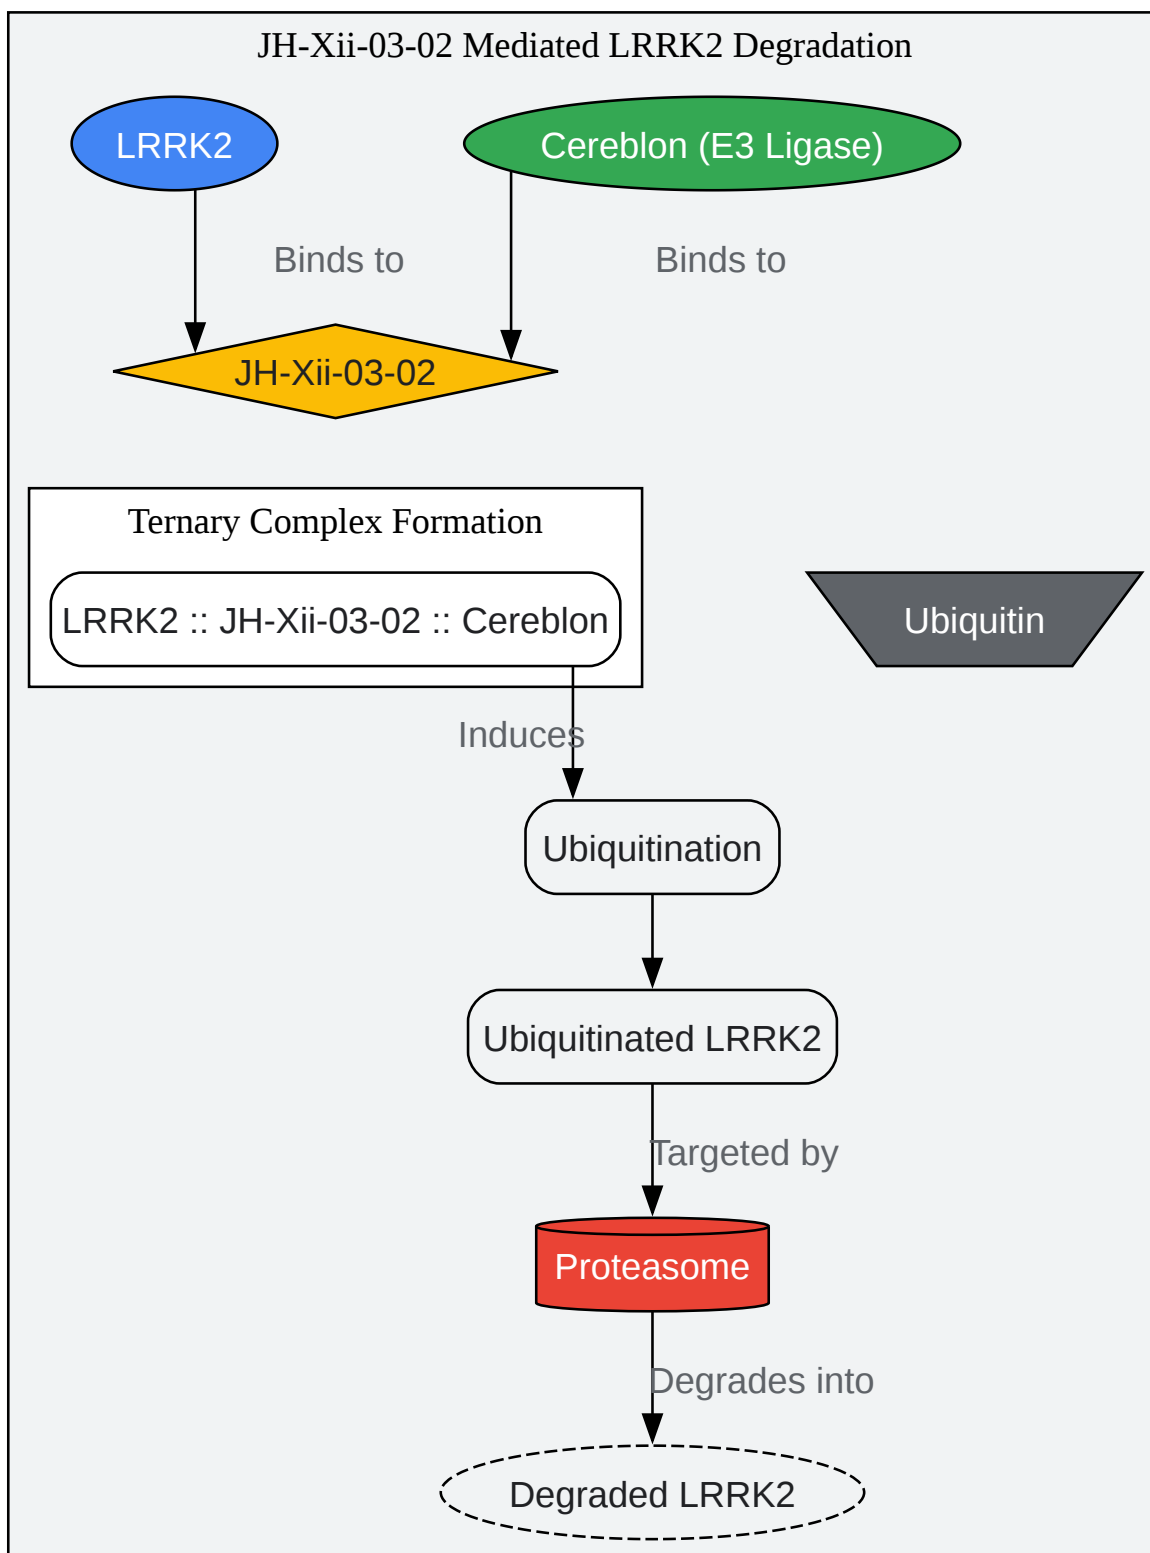 JH-Xii-03-02 Mediated LRRK2 Degradation
LRRK2
Cereblon (E3 Ligase)
Binds to
Binds to
JH-Xii-03-02
Ternary Complex Formation
LRRK2 :: JH-Xii-03-02 :: Cereblon
Ubiquitin
Induces
Ubiquitination
Ubiquitinated LRRK2
Targeted by
Proteasome
Degrades into
Degraded LRRK2